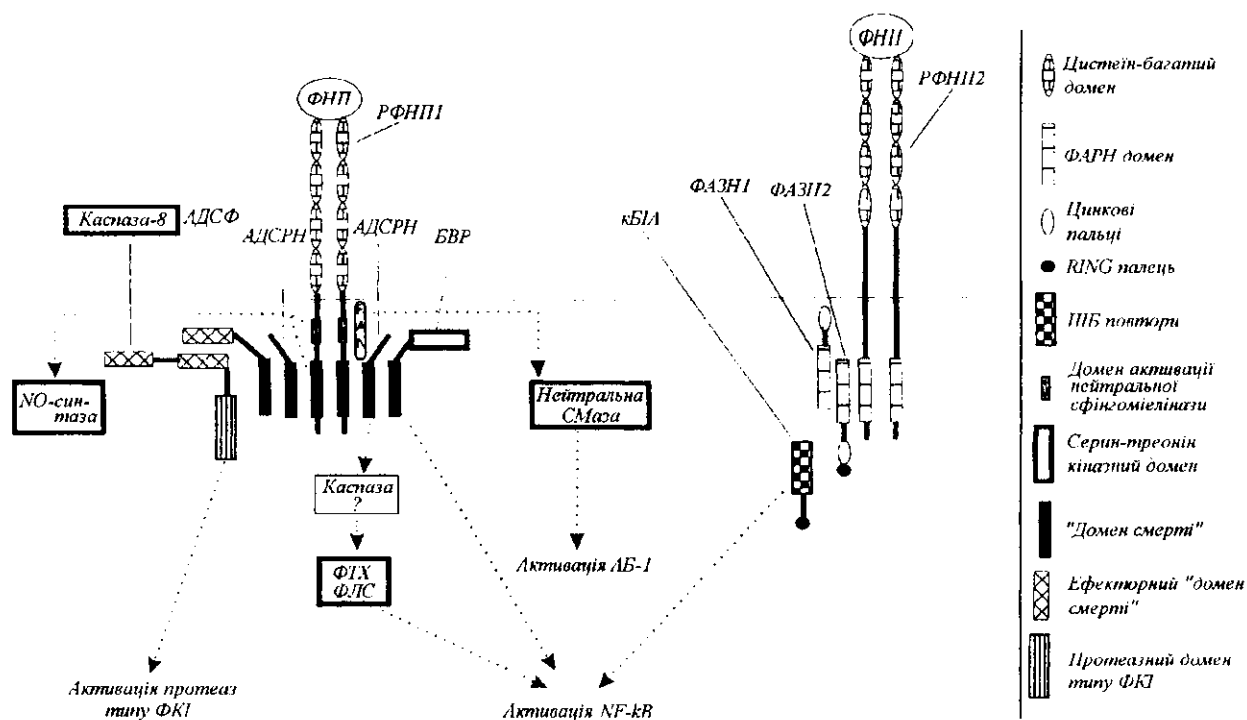 ФНП
РФНП1
Каспаза-8
АДСФ
АДСРН
АДСРН
БВР
NO-син-
таза
Нейтральна
СМаза
Каспаза
?
ФТХ
ФЛС
Активація АБ-1
Активація протеаз
типу ФКІ
Активація NF-kB
ФНП
РФНП2
ФАЗН1
ФАЗН2
кБІА
Цистеїн-багатий
домен
ФАРН домен
Цинкові
пальці
RING палець
ПБ повтори
Домен активації
нейтральної
сфінгомієлінази
Серин-треонін
кіназний домен
"Домен смерті"
Ефекторний "домен
смерті"
Протеазний домен
типу ФКІ